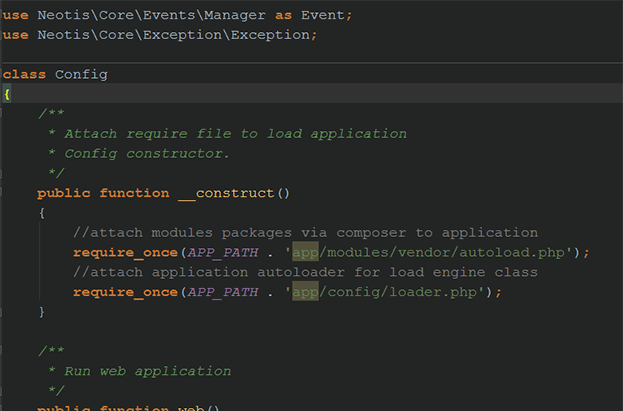 use Neotis\Core\Events\Manager as Event;
use Neotis\Core\Exception\Exception;
class Config
{
/**
* Attach require file to load application
* Config constructor.
*/
public function __construct()
{
//attach modules packages via composer to application
require_once(APP_PATH . 'app/modules/vendor/autoload.php');
//attach application autoloader for load engine class
require_once(APP_PATH . 'app/config/loader.php');
}
/**
* Run web application
*/
public function web()